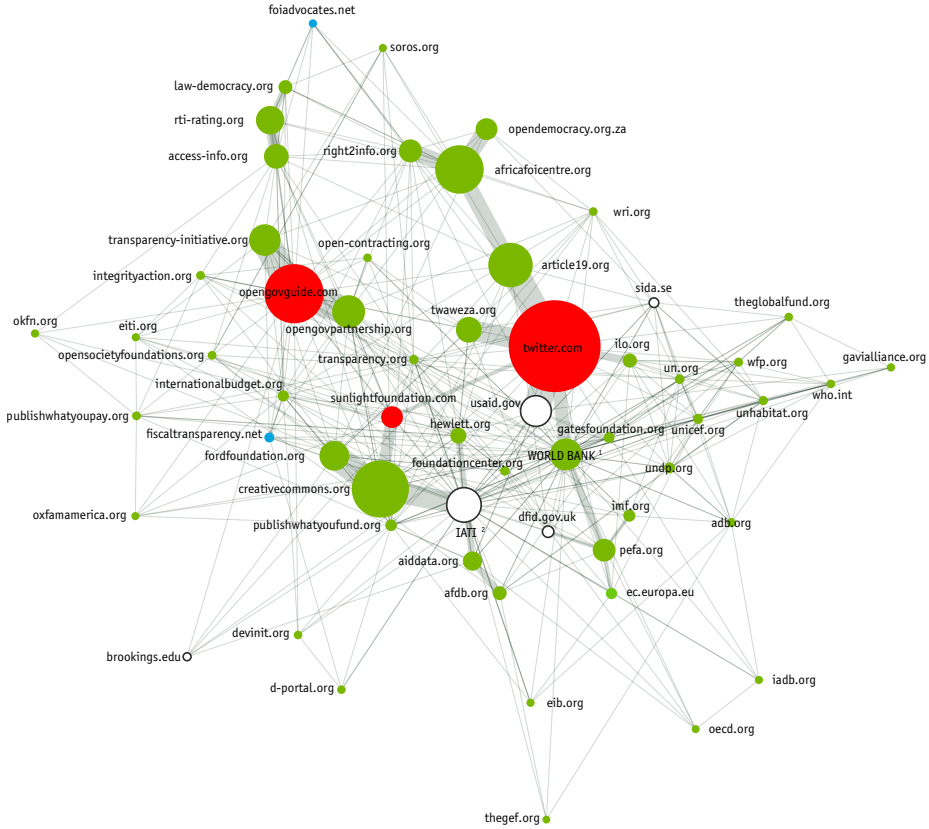 foiadvocates.net
soros.org
law-democracy.org
rti-rating.org
opendemocracy.org.za
access-info.org
right2info.org
africafoicentre.org
wri.org
transparency-initiative.org
open-contracting.org
article19.org
integrityaction.org
opengovguide.com
sida.se
theglobalfund.org
okfn.org
eiti.org
opengovpartnership.org
twaweza.org
twitter.com
ilo.org
opensocietyfoundations.org
transparency.org
un.org
wfp.org
gavialliance.org
internationalbudget.org
sunlightfoundation.com
usaid.gov
who.int
publishwhatyoupay.org
unhabitat.org
fiscaltransparency.net
hewlett.org
gatesfoundation.org
unicef.org
fordfoundation.org
foundationcenter.org
WORLD BANK 1
undp.org
creativecommons.org
imf.org
oxfamamerica.org
publishwhatyoufund.org
IATI 2
dfid.gov.uk
adb.org
aiddata.org
pefa.org
afdb.org
ec.europa.eu
devinit.org
brookings.edu
d-portal.org
iadb.org
eib.org
oecd.org
thegef.org